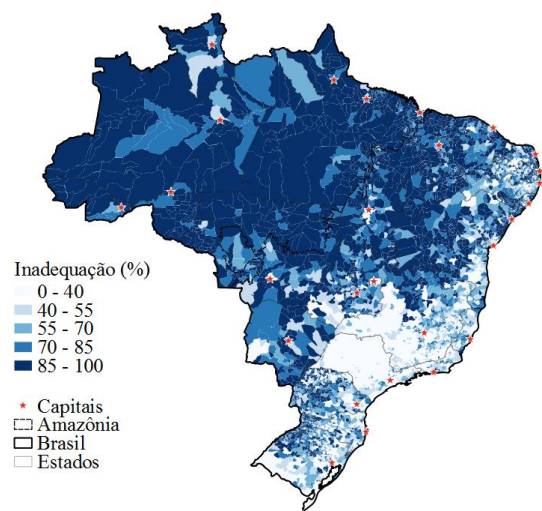 Inadequação (%)
0 - 40
40 - 55
55 - 70
70 - 85
85 - 100
Capitais
Amazônia
Brasil
Estados